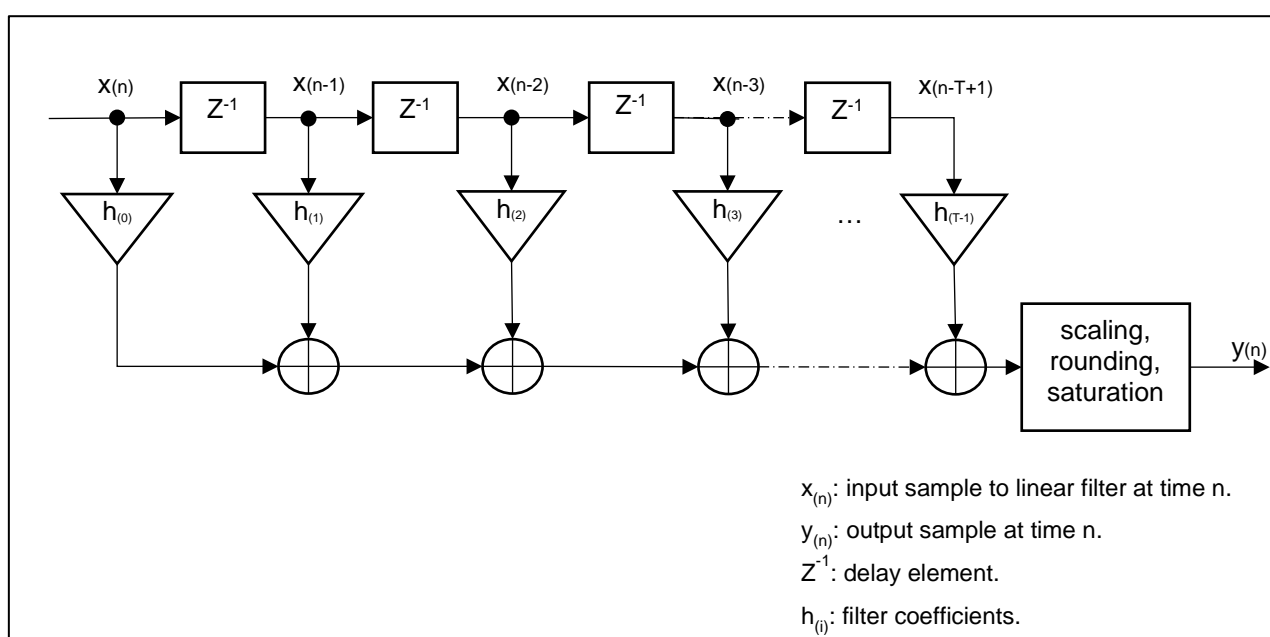 x(n) x(n-1) x(n-2) x(n-3) x(n-T+1)
Z-1 Z-1 Z-1 Z-1
h(0) h(1) h(2) h(3) … h(T-1)
scaling,
rounding,
saturation
y(n)
x(n): input sample to linear filter at time n.
y(n): output sample at time n.
Z-1: delay element.
h(i): filter coefficients.